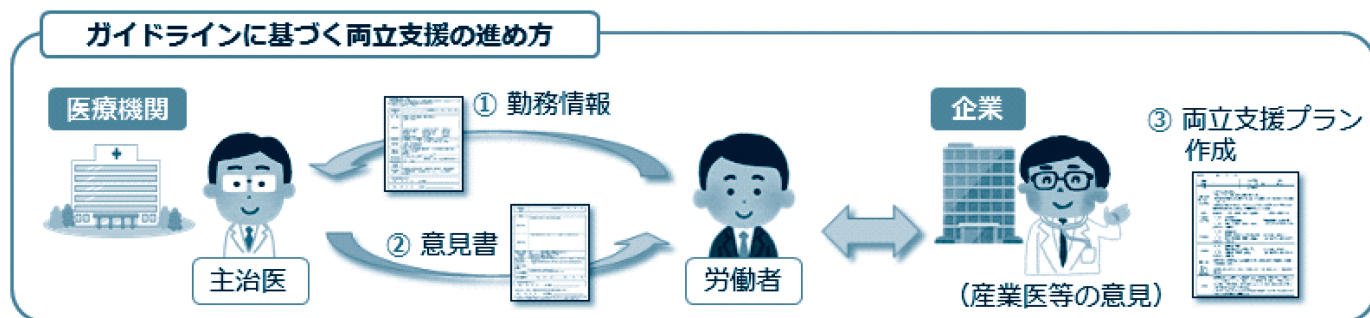 ガイドラインに基づく両立支援の進め方
医療機関
① 勤務情報
企業
③ 両立支援プラン
作成
② 意見書
主治医
労働者
（産業医等の意見）